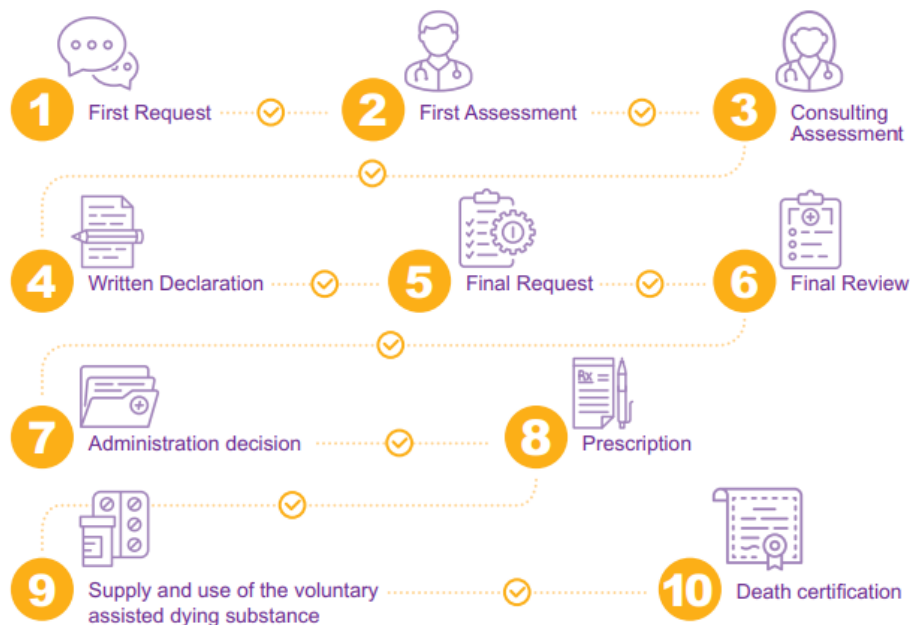 1 First Request
2 First Assessment
3 Consulting
Assessment
4 Written Declaration
5 Final Request
6 Final Review
7 Administration decision
Rx
8 Prescription
9 Supply and use of the voluntary
assisted dying substance
10 Death certification